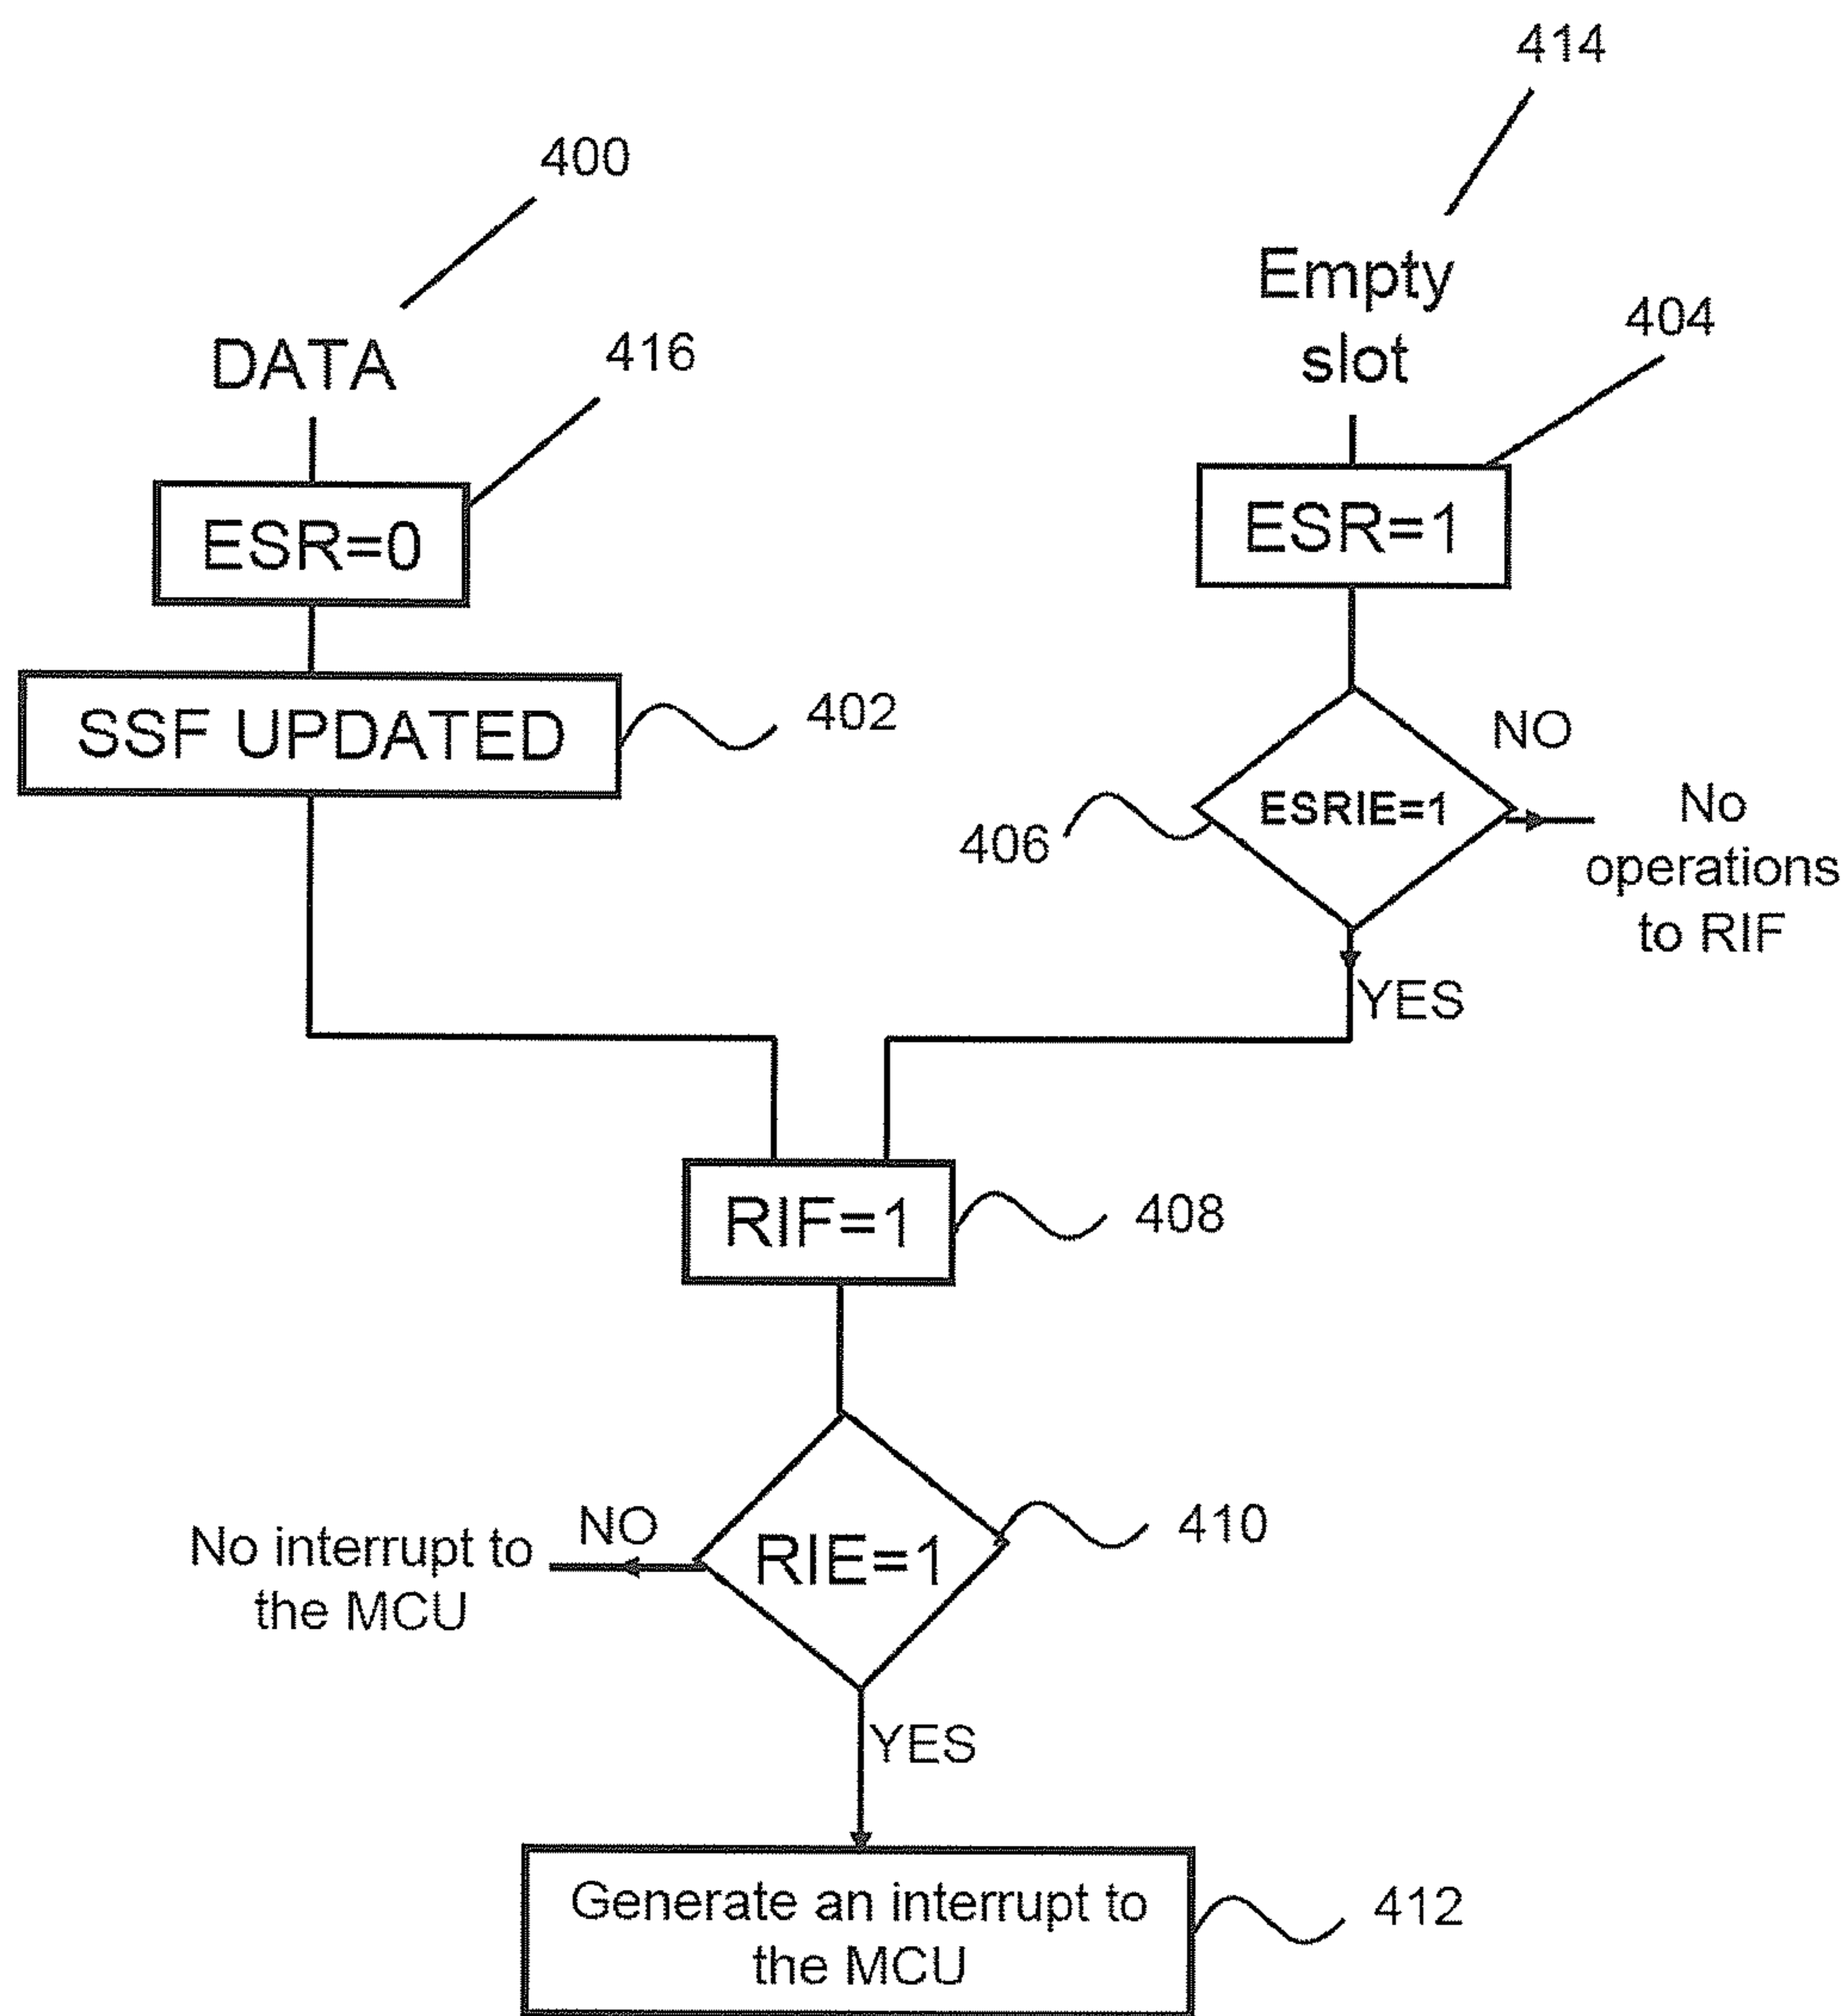 414
400
Empty
slot
404
DATA
416
ESR=0
ESR=1
SSF UPDATED
402
NO
ESRIE=1
406
No
operations
to RIF
YES
RIF=1
408
RIE=1
410
NO
No interrupt to
the MCU
YES
Generate an interrupt to
the MCU
412